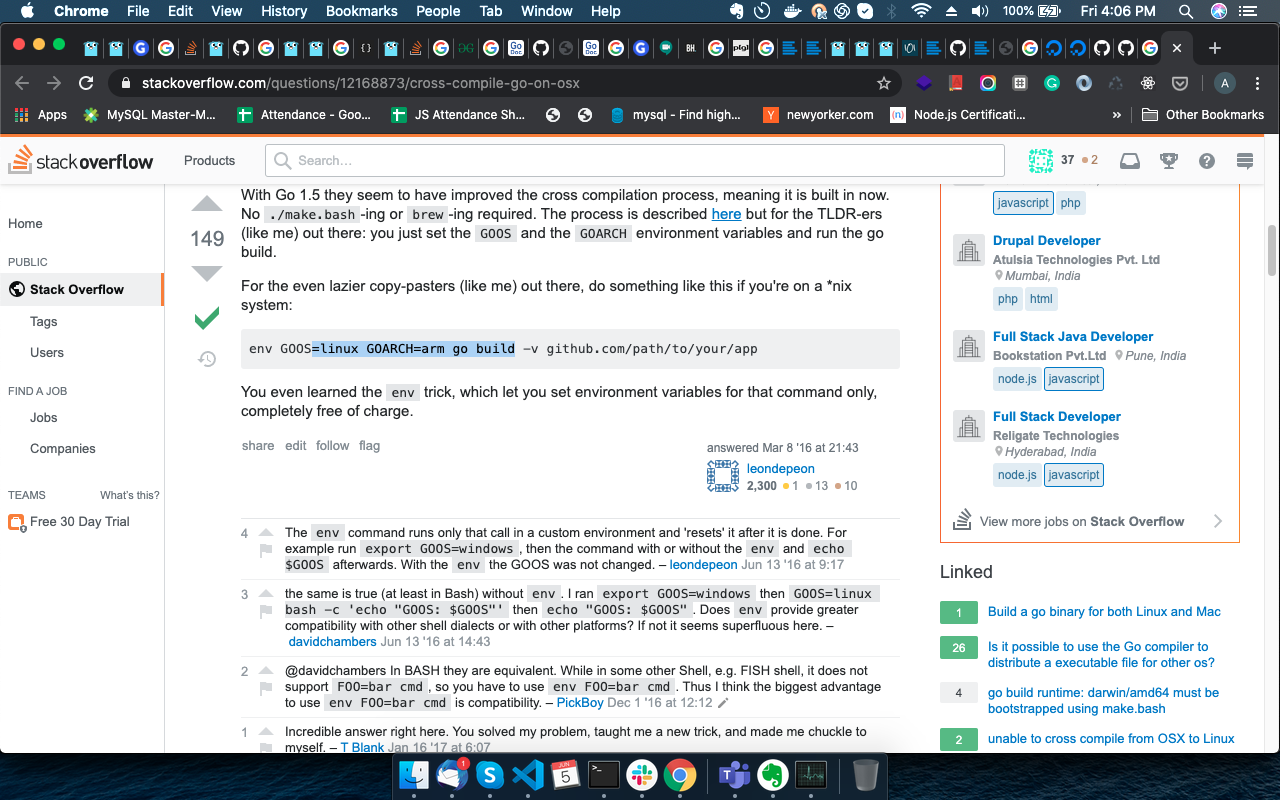 Chrome File Edit View History Bookmarks People Tab Window Help 100% Fri 4:06 PM
stackoverflow.com/questions/12168873/cross-compile-go-on-osx
Apps MySQL Master-M... Attendance - Goo... JS Attendance Sh... mysql - Find high... newyorker.com Node.js Certificati... » Other Bookmarks
stackoverflow Products Search... 37 2
Home
PUBLIC
Stack Overflow
Tags
Users
FIND A JOB
Jobs
Companies
TEAMS What's this?
Free 30 Day Trial
149
With Go 1.5 they seem to have improved the cross compilation process, meaning it is built in now.
No ./make.bash -ing or brew -ing required. The process is described here but for the TLDR-ers
(like me) out there: you just set the GOOS and the GOARCH environment variables and run the go
build.
For the even lazier copy-pasters (like me) out there, do something like this if you're on a *nix
system:
env GOOS=linux GOARCH=arm go build -v github.com/path/to/your/app
You even learned the env trick, which let you set environment variables for that command only,
completely free of charge.
share edit follow flag
answered Mar 8 '16 at 21:43
leondepeon
2,300 1 13 10
4 The env command runs only that call in a custom environment and 'resets' it after it is done. For
example run export GOOS=windows , then the command with or without the env and echo
$GOOS afterwards. With the env the GOOS was not changed. – leondepeon Jun 13 '16 at 9:17
3 the same is true (at least in Bash) without env . I ran export GOOS=windows then GOOS=linux
bash -c 'echo "GOOS: $GOOS"' then echo "GOOS: $GOOS" . Does env provide greater
compatibility with other shell dialects or with other platforms? If not it seems superfluous here. –
davidchambers Jun 13 '16 at 14:43
2 @davidchambers In BASH they are equivalent. While in some other Shell, e.g. FISH shell, it does not
support FOO=bar cmd , so you have to use env FOO=bar cmd . Thus I think the biggest advantage
to use env FOO=bar cmd is compatibility. – PickBoy Dec 1 '16 at 12:12
1 Incredible answer right here. You solved my problem, taught me a new trick, and made me chuckle to
myself. – T Blank Jan 16 '17 at 6:07
javascript php
Drupal Developer
Atulsia Technologies Pvt. Ltd
Mumbai, India
php html
Full Stack Java Developer
Bookstation Pvt.Ltd Pune, India
node.js javascript
Full Stack Developer
Religate Technologies
Hyderabad, India
node.js javascript
View more jobs on Stack Overflow
Linked
1 Build a go binary for both Linux and Mac
26 Is it possible to use the Go compiler to
distribute a executable file for other os?
4 go build runtime: darwin/amd64 must be
bootstrapped using make.bash
2 unable to cross compile from OSX to Linux